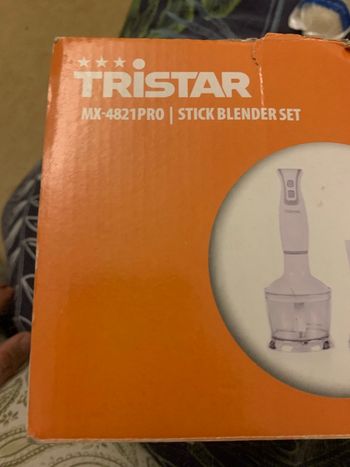 TRiSTAR
MX-4821PRO | STICK BLENDER SET